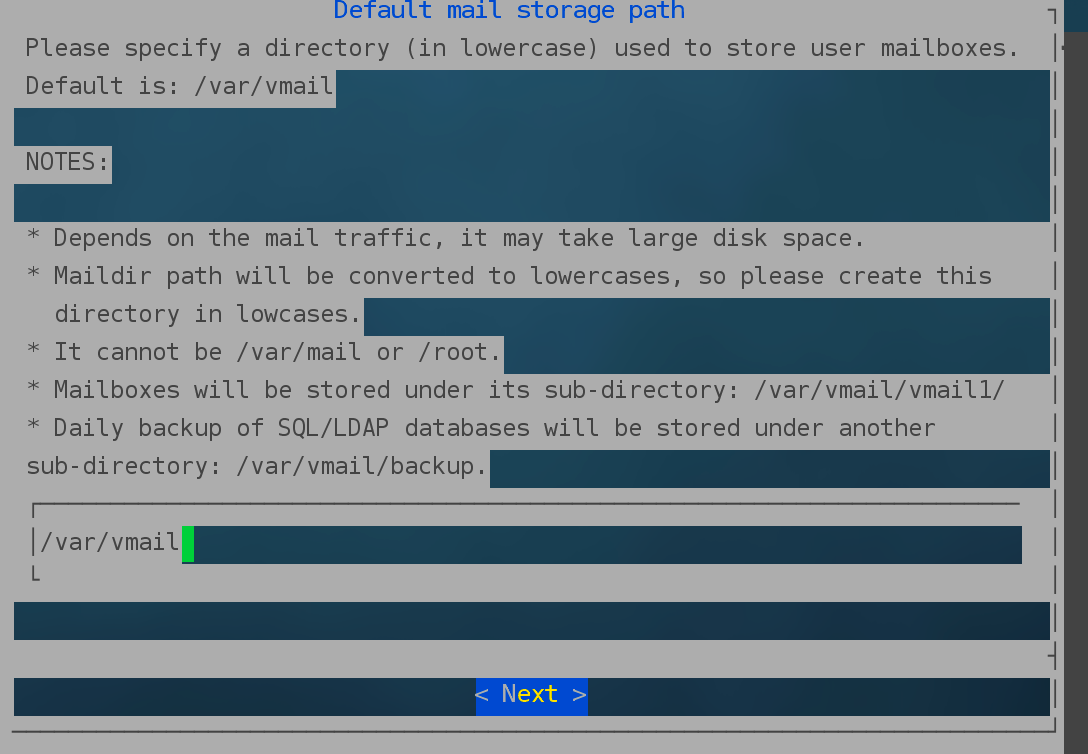 Default mail storage path
Please specify a directory (in lowercase) used to store user mailboxes.
Default is: /var/vmail
NOTES:
* Depends on the mail traffic, it may take large disk space.
* Maildir path will be converted to lowercases, so please create this
directory in lowcases.
* It cannot be /var/mail or /root.
* Mailboxes will be stored under its sub-directory: /var/vmail/vmail1/
* Daily backup of SQL/LDAP databases will be stored under another
sub-directory: /var/vmail/backup.
/var/vmail
< Next >